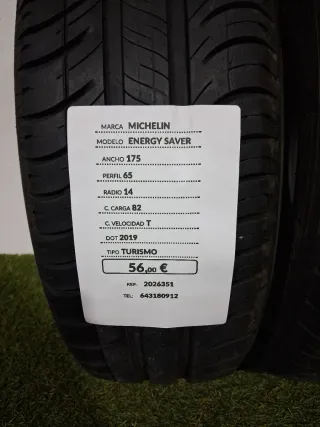 MARCA MICHELIN
MODELO ENERGY SAVER
ANCHO 175
PERFIL 65
RADIO 14
C. CARGA 82
C. VELOCIDAD T
DOT 2019
TIPO TURISMO
56,00 €
REF: 2026351
TEL: 643180912